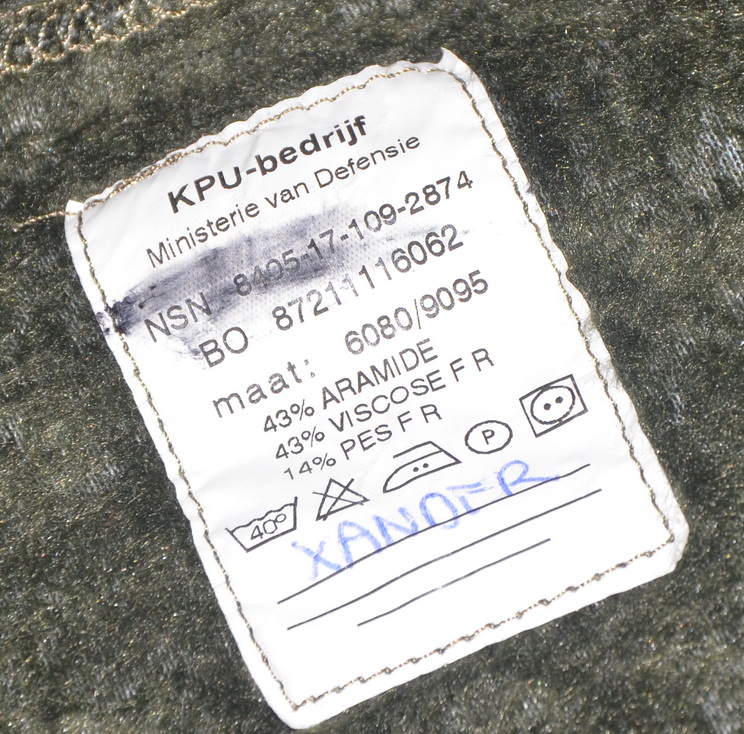 KPU-bedrijf
Ministerie van Defensie
NSN 8405-17-109-2874
BO 87211116062
maat: 6080/9095
43% ARAMIDE
43% VISCOSE F R
14% PES F R
40° P
XANDER